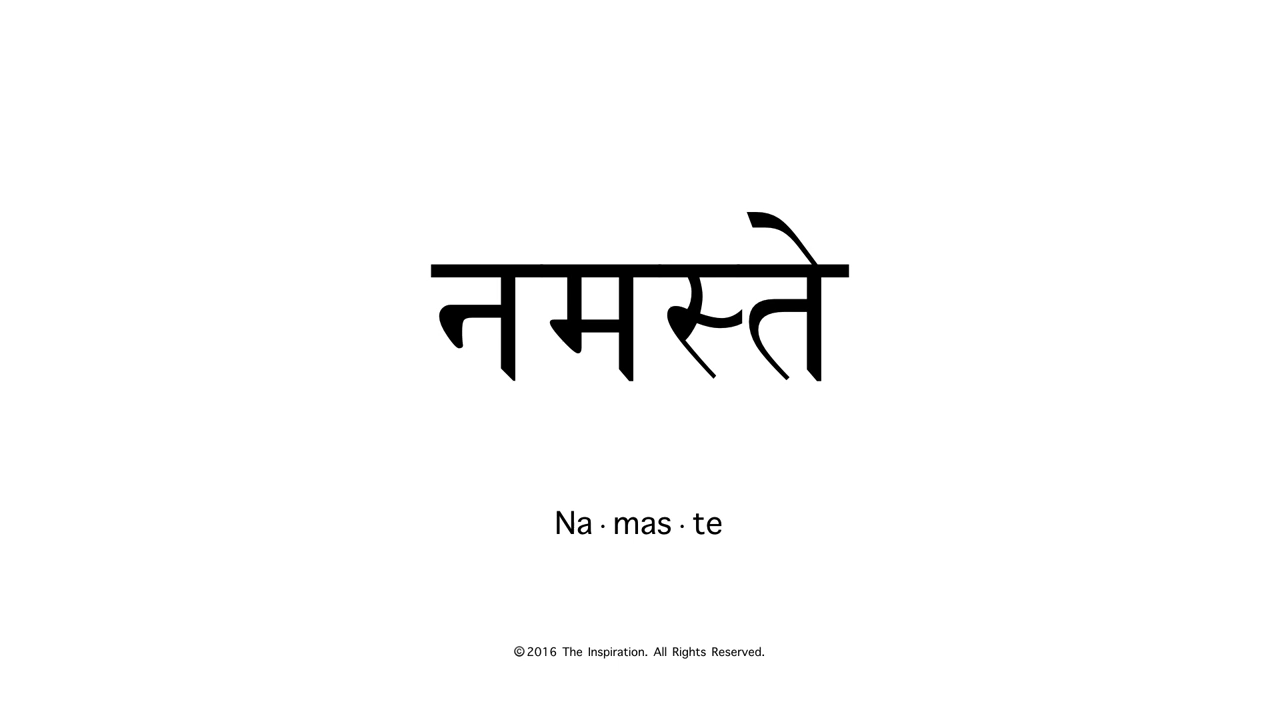 नमस्ते
Na · mas · te
©2016 The Inspiration. All Rights Reserved.